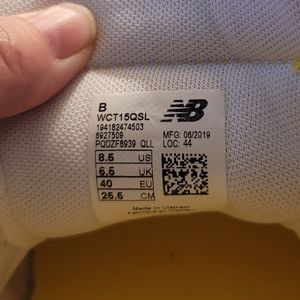 B
WCT15QSL NB
194182474503
6927509 MFG: 06/2019
PQDZF8939 QLL LOC: 44
8.5 US
6.5 UK
40 EU
25.5 CM
Made in Vietnam